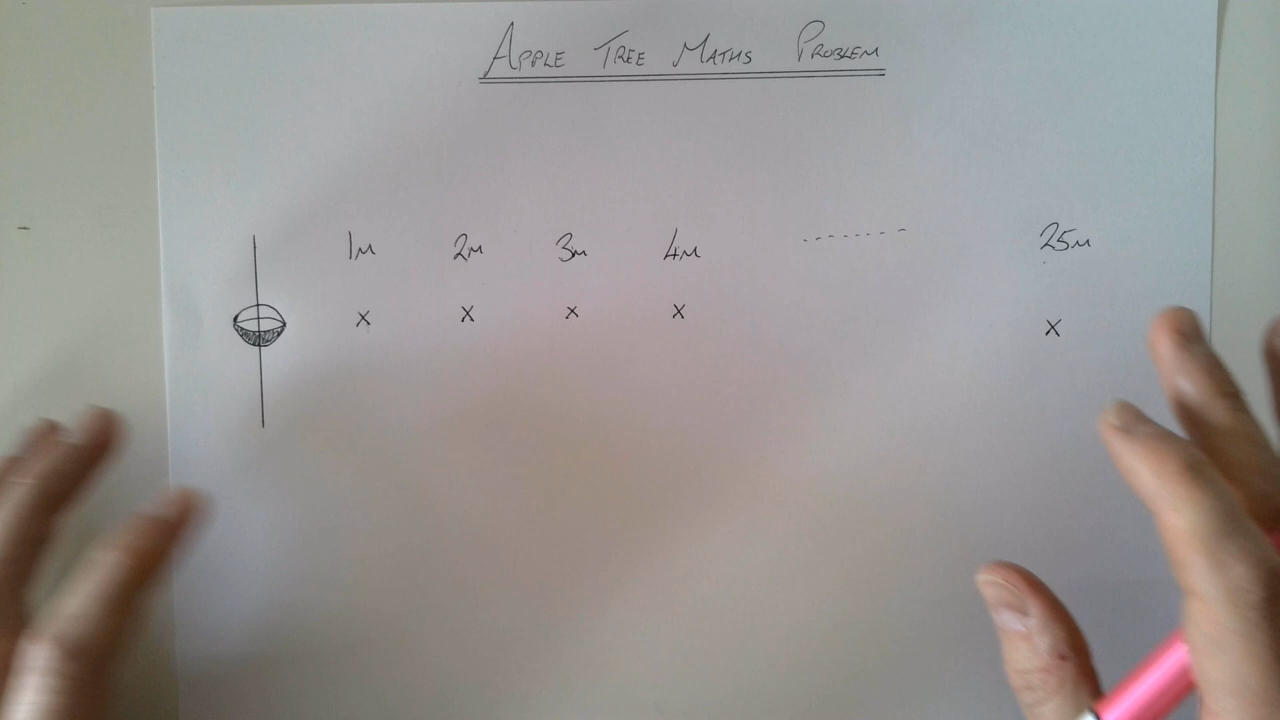 APPLE TREE MATHS PROBLEM
1M 2M 3M 4M ........ 25M
x x x x x